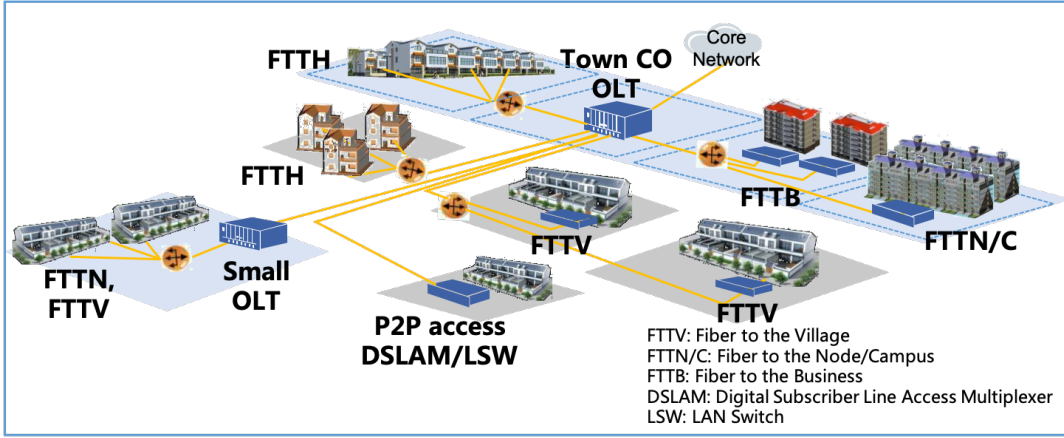 FTTH
Town CO
OLT
Core
Network
FTTH
FTTB
FTTN/C
FTTV
FTTN,
FTTV
Small
OLT
FTTV
P2P access
DSLAM/LSW
FTTV: Fiber to the Village
FTTN/C: Fiber to the Node/Campus
FTTB: Fiber to the Business
DSLAM: Digital Subscriber Line Access Multiplexer
LSW: LAN Switch